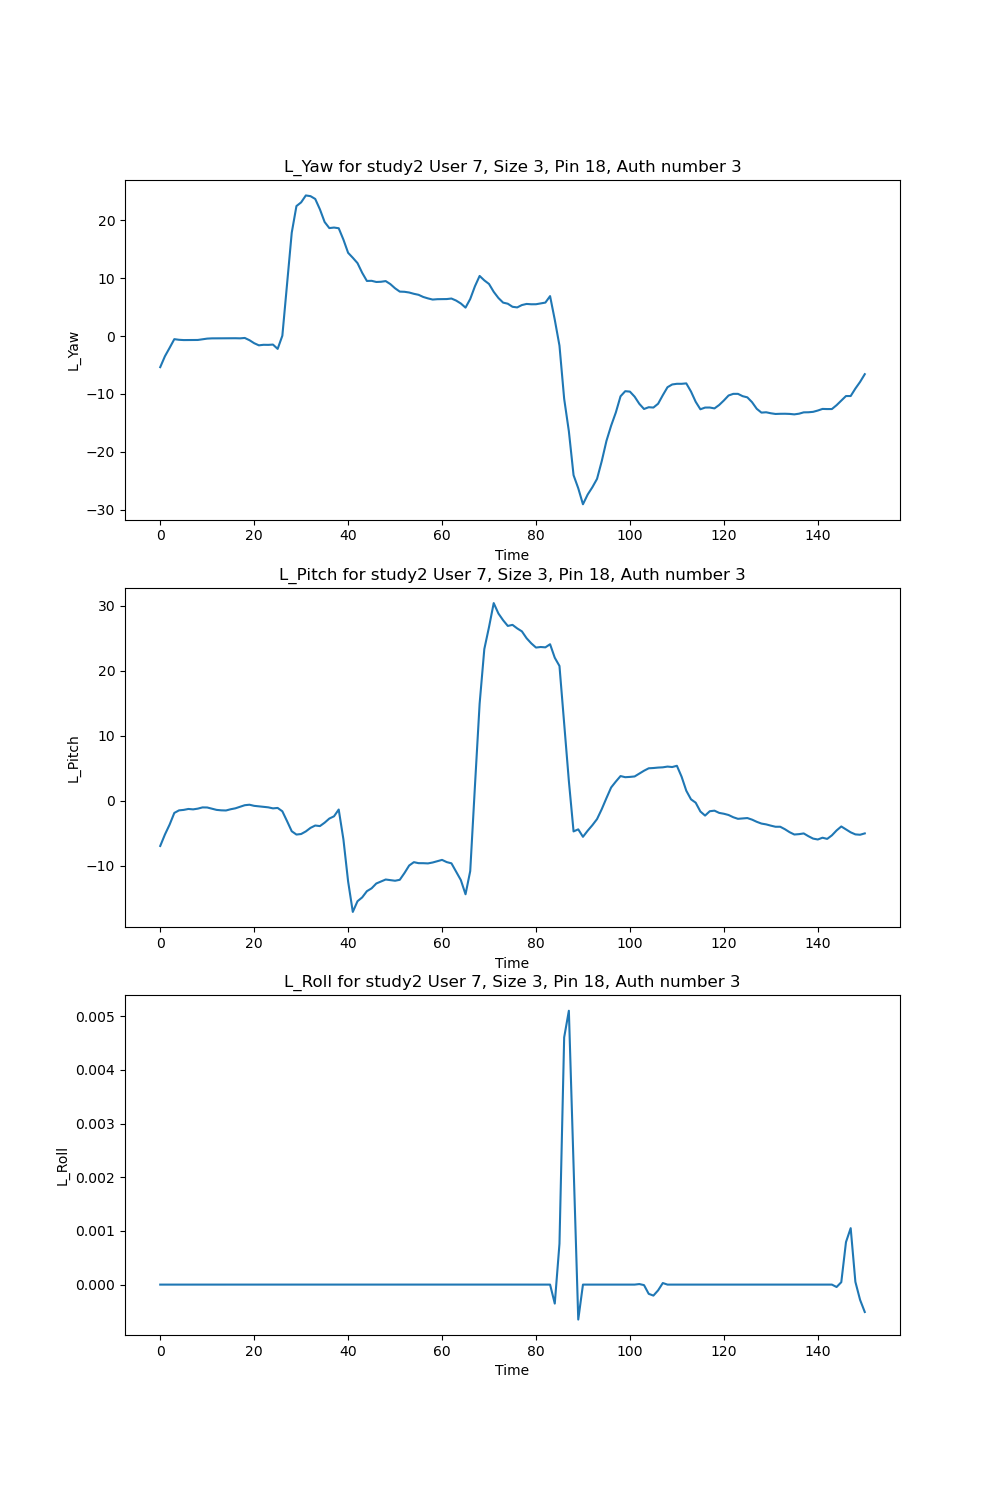 L_Yaw for study2 User 7, Size 3, Pin 18, Auth number 3
20
10
0
−10
−20
−30
L_Yaw
0 20 40 60 80 100 120 140
Time
L_Pitch for study2 User 7, Size 3, Pin 18, Auth number 3
30
20
10
0
−10
L_Pitch
0 20 40 60 80 100 120 140
Time
L_Roll for study2 User 7, Size 3, Pin 18, Auth number 3
0.005
0.004
0.003
0.002
0.001
0.000
L_Roll
0 20 40 60 80 100 120 140
Time